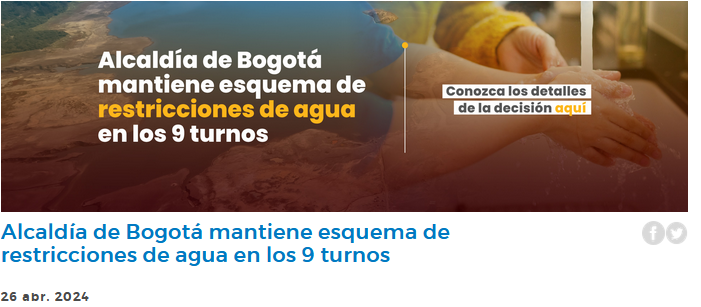 Alcaldía de Bogotá
mantiene esquema de
restricciones de agua
en los 9 turnos
Conozca los detalles
de la decisión aquí
Alcaldía de Bogotá mantiene esquema de
restricciones de agua en los 9 turnos
26 abr. 2024